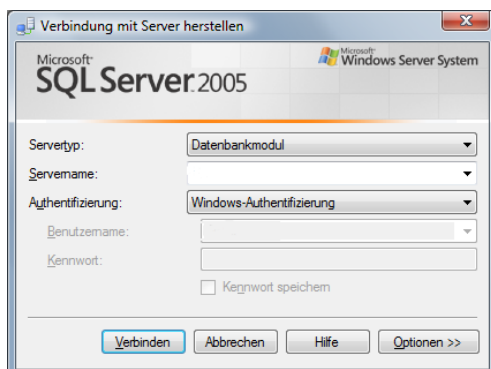 Verbindung mit Server herstellen
Microsoft
SQL Server 2005
Microsoft
Windows Server System
Servertyp: Datenbankmodul
Servername:
Authentifizierung: Windows-Authentifizierung
Benutzername:
Kennwort:
Kennwort speichern
Verbinden Abbrechen Hilfe Optionen >>